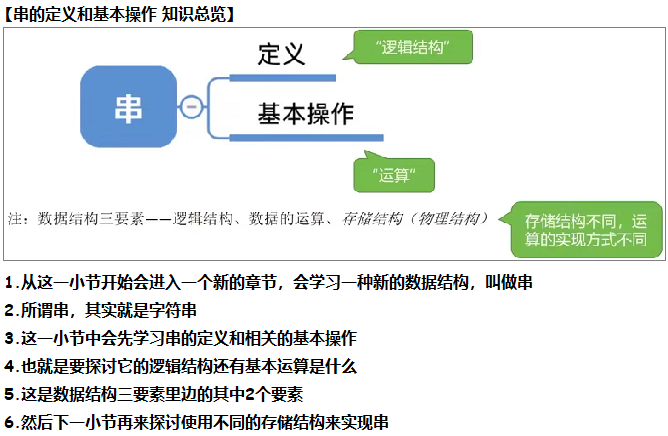 【串的定义和基本操作 知识总览】
定义
“逻辑结构”
串
基本操作
“运算”
注：数据结构三要素——逻辑结构、数据的运算、存储结构（物理结构）
存储结构不同，运
算的实现方式不同
1.从这一小节开始会进入一个新的章节，会学习一种新的数据结构，叫做串
2.所谓串，其实就是字符串
3.这一小节中会先学习串的定义和相关的基本操作
4.也就是要探讨它的逻辑结构还有基本运算是什么
5.这是数据结构三要素里边的其中2个要素
6.然后下一小节再来探讨使用不同的存储结构来实现串